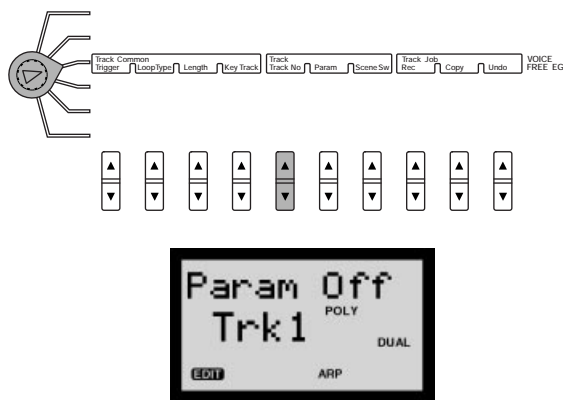 Track Common
Trigger LoopType Length Key Track
Track
Track No Param Scene Sw
Track Job
Rec Copy Undo
VOICE
FREE EG
Param Off
POLY
Trk1
DUAL
EDIT
ARP